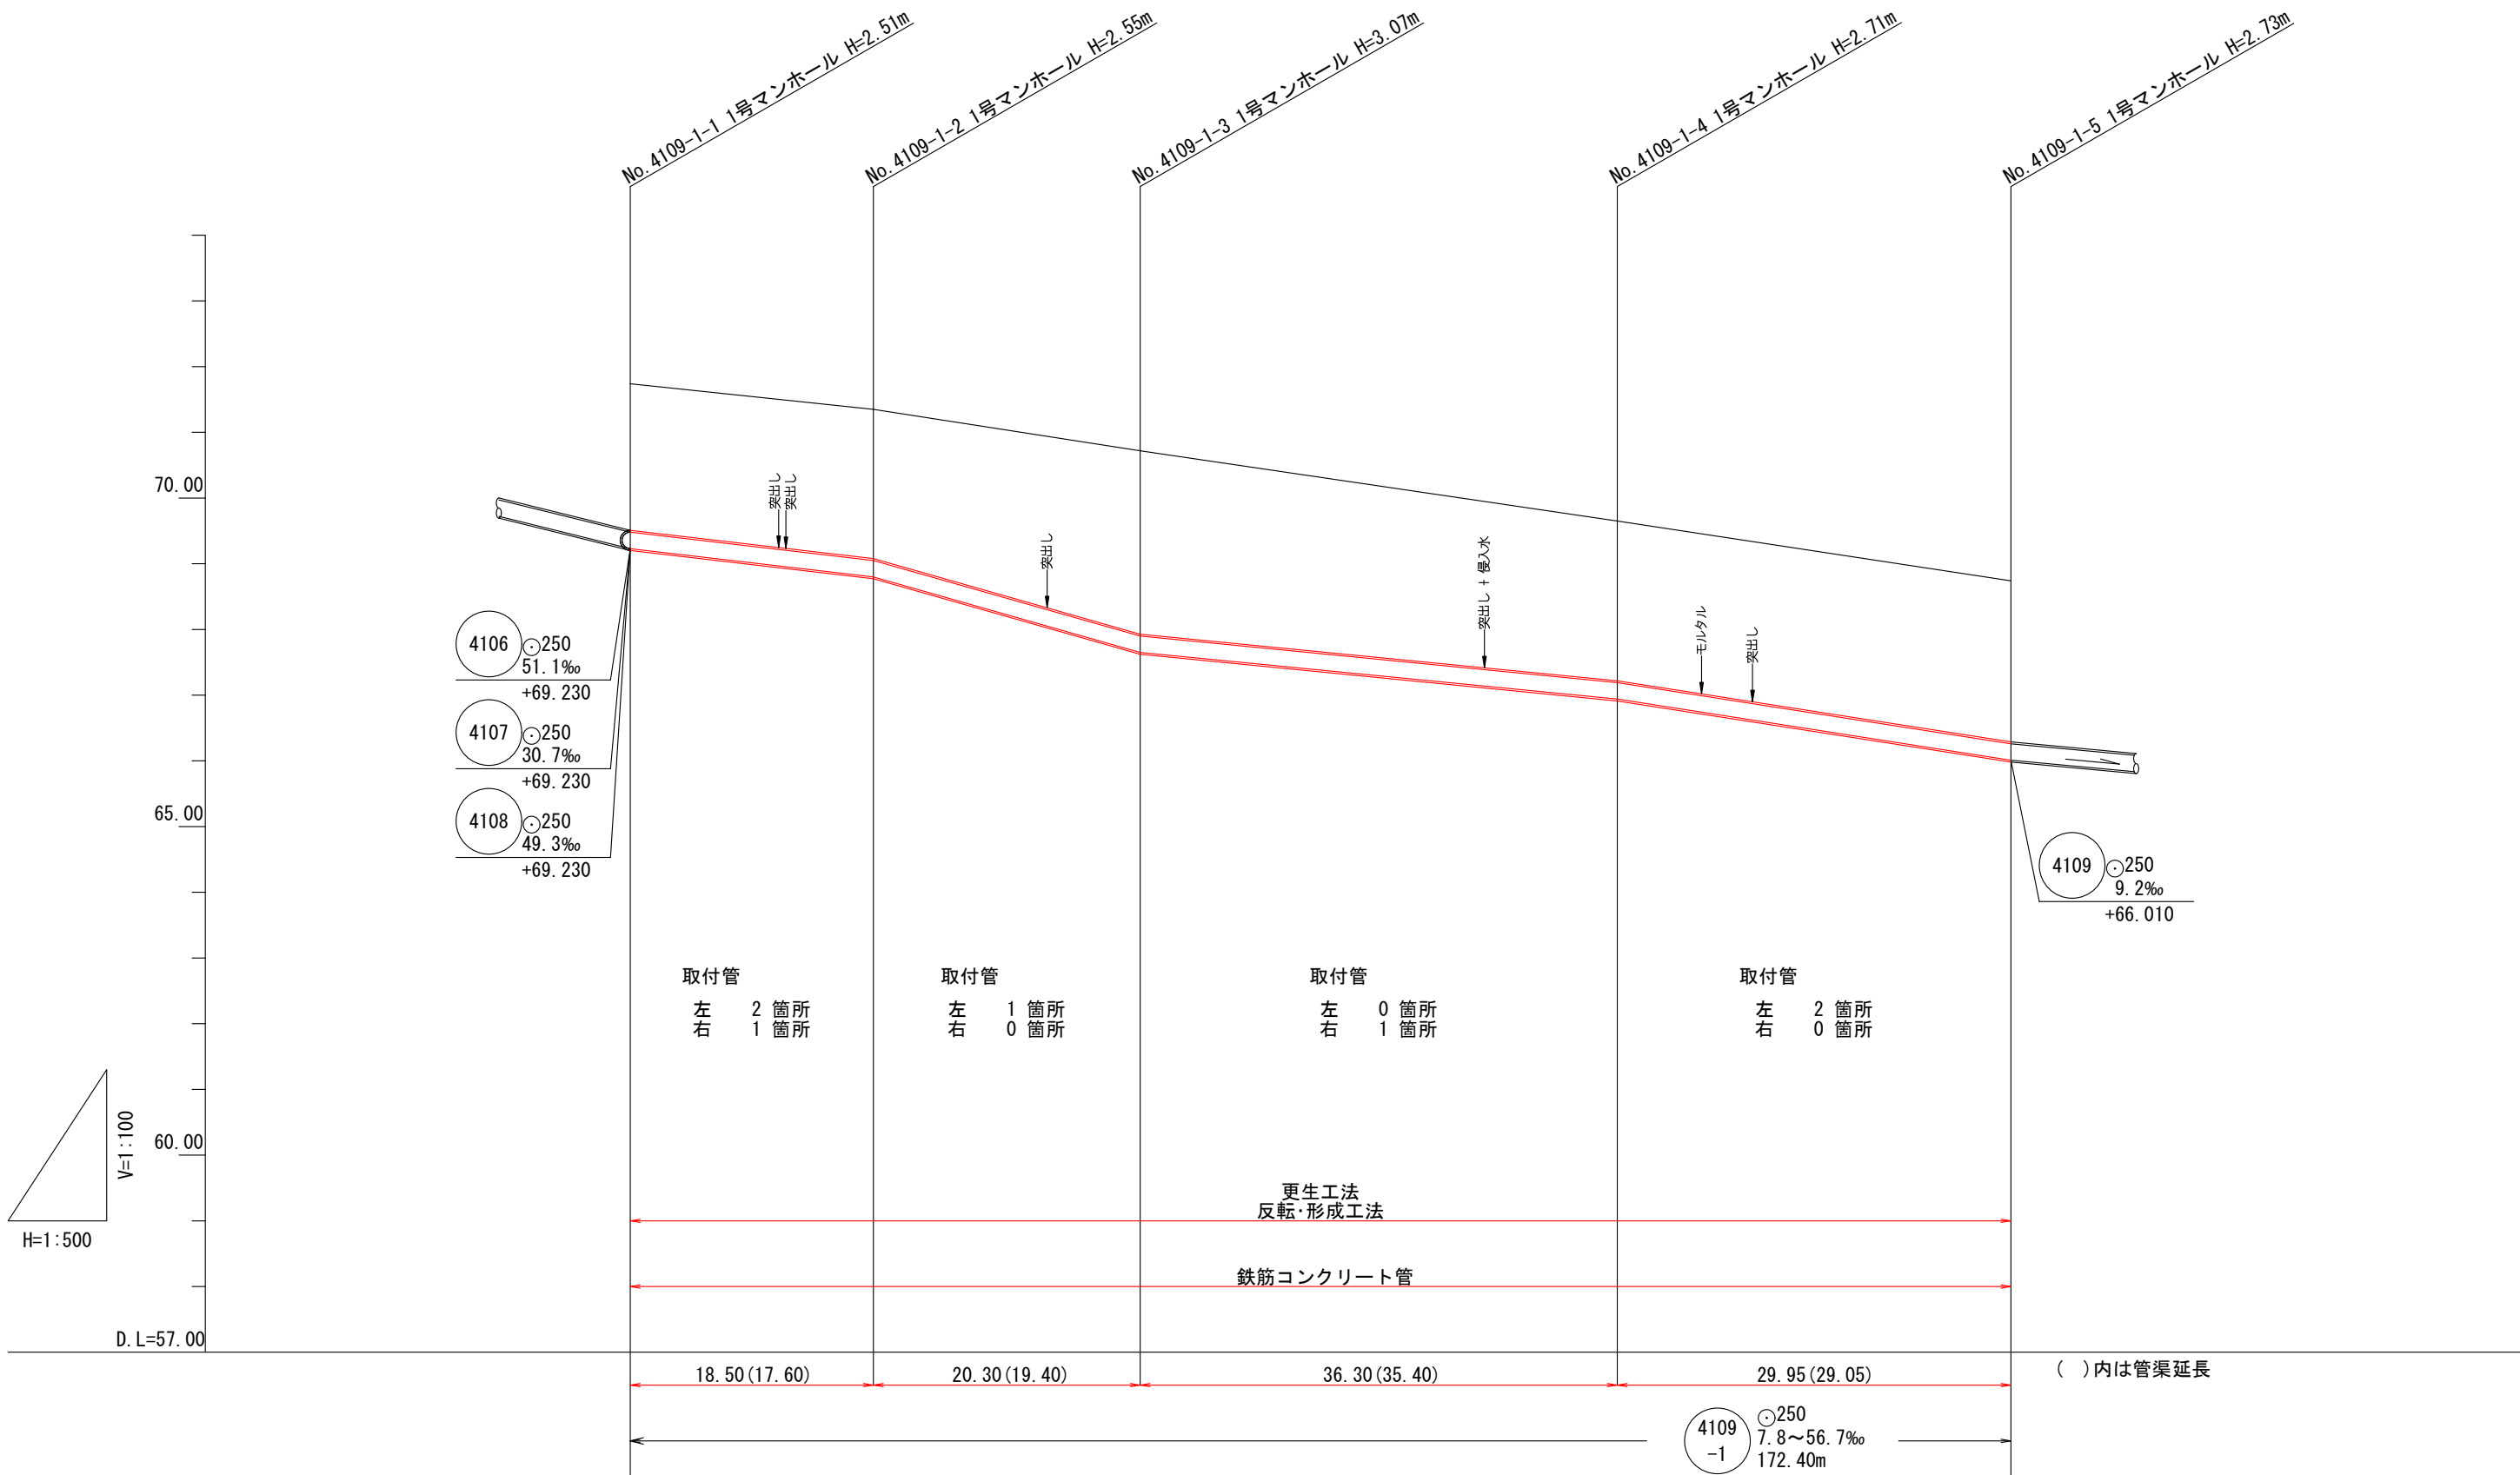 No.4109-1-1 1号マンホール H=2.51m
No.4109-1-2 1号マンホール H=2.55m
No.4109-1-3 1号マンホール H=3.07m
No.4109-1-4 1号マンホール H=2.71m
No.4109-1-5 1号マンホール H=2.73m
70.00
65.00
60.00
D.L=57.00
V=1:100
H=1:500
突出し
突出し
突出し
突出し + 侵入水
モルタル
突出し
4106
250
51.1‰
+69.230
4107
250
30.7‰
+69.230
4108
250
49.3‰
+69.230
4109
250
9.2‰
+66.010
取付管
左 2 箇所
右 1 箇所
取付管
左 1 箇所
右 0 箇所
取付管
左 0 箇所
右 1 箇所
取付管
左 2 箇所
右 0 箇所
更生工法
反転・形成工法
鉄筋コンクリート管
18.50(17.60)
20.30(19.40)
36.30(35.40)
29.95(29.05)
( )内は管渠延長
4109
-1
250
7.8～56.7‰
172.40m